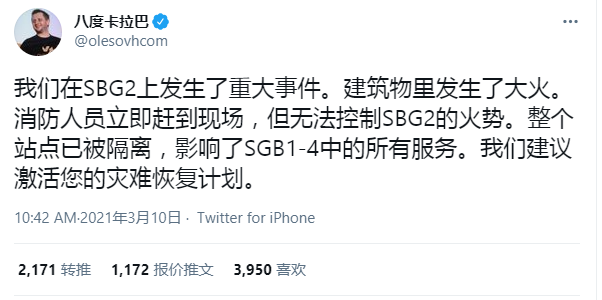 八度卡拉巴
@olesovhcom
我们在SBG2上发生了重大事件。建筑物里发生了大火。
消防人员立即赶到现场，但无法控制SBG2的火势。整个
站点已被隔离，影响了SGB1-4中的所有服务。我们建议
激活您的灾难恢复计划。
10:42 AM·2021年3月10日 · Twitter for iPhone
2,171 转推 1,172 报价推文 3,950 喜欢